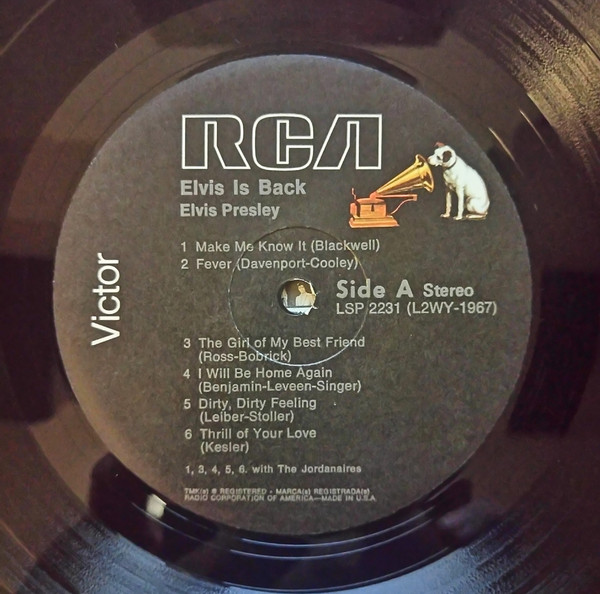 RCA
Elvis Is Back
Elvis Presley
1 Make Me Know It (Blackwell)
2 Fever (Davenport-Cooley)
Side A Stereo
LSP 2231 (L2WY-1967)
Victor
3 The Girl of My Best Friend
(Ross-Bobrick)
4 I Will Be Home Again
(Benjamin-Leveen-Singer)
5 Dirty, Dirty Feeling
(Leiber-Stoller)
6 Thrill of Your Love
(Kesler)
1, 3, 4, 5, 6. with The Jordanaires
TMK(s) ® REGISTERED • MARCA(s) REGISTRADA(s)
RADIO CORPORATION OF AMERICA—MADE IN U.S.A